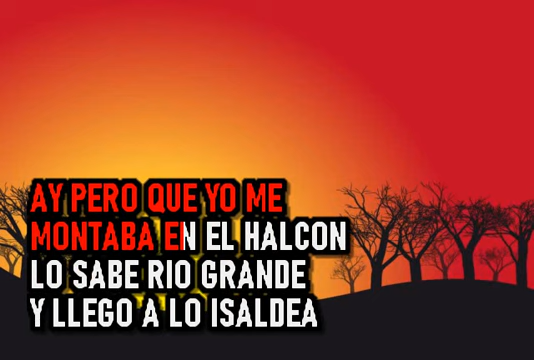 AY PERO QUE YO ME
MONTABA EN EL HALCON
LO SABE RIO GRANDE
Y LLEGO A LO ISALDEA